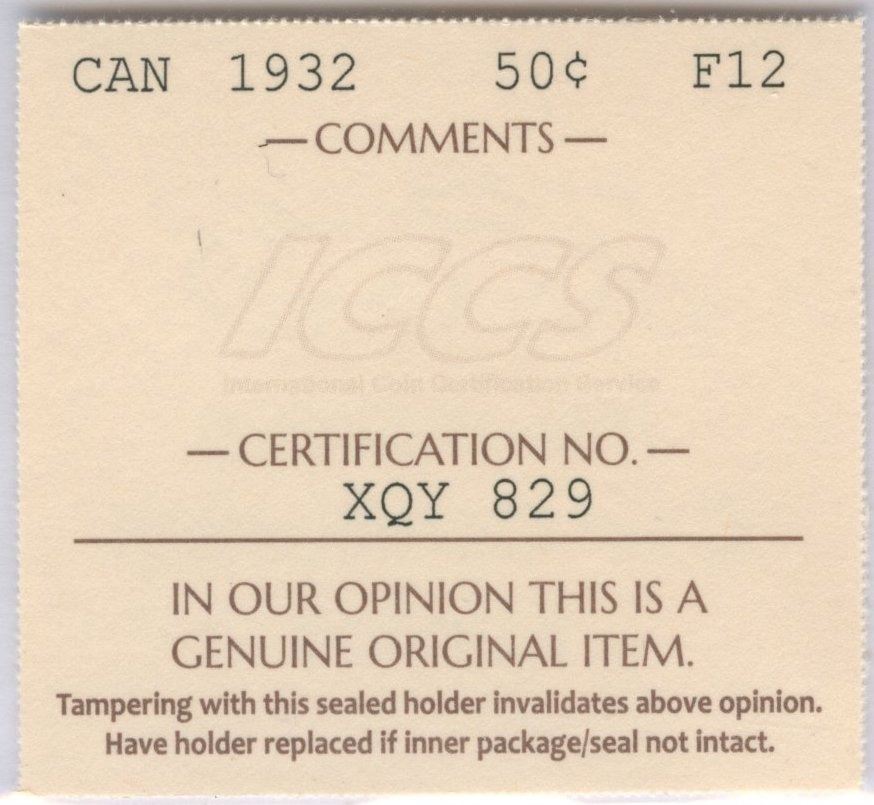 CAN 1932 50¢ F12
— COMMENTS —
ICCS
International Coin Certification Service
— CERTIFICATION NO. —
XQY 829
IN OUR OPINION THIS IS A
GENUINE ORIGINAL ITEM.
Tampering with this sealed holder invalidates above opinion.
Have holder replaced if inner package/seal not intact.